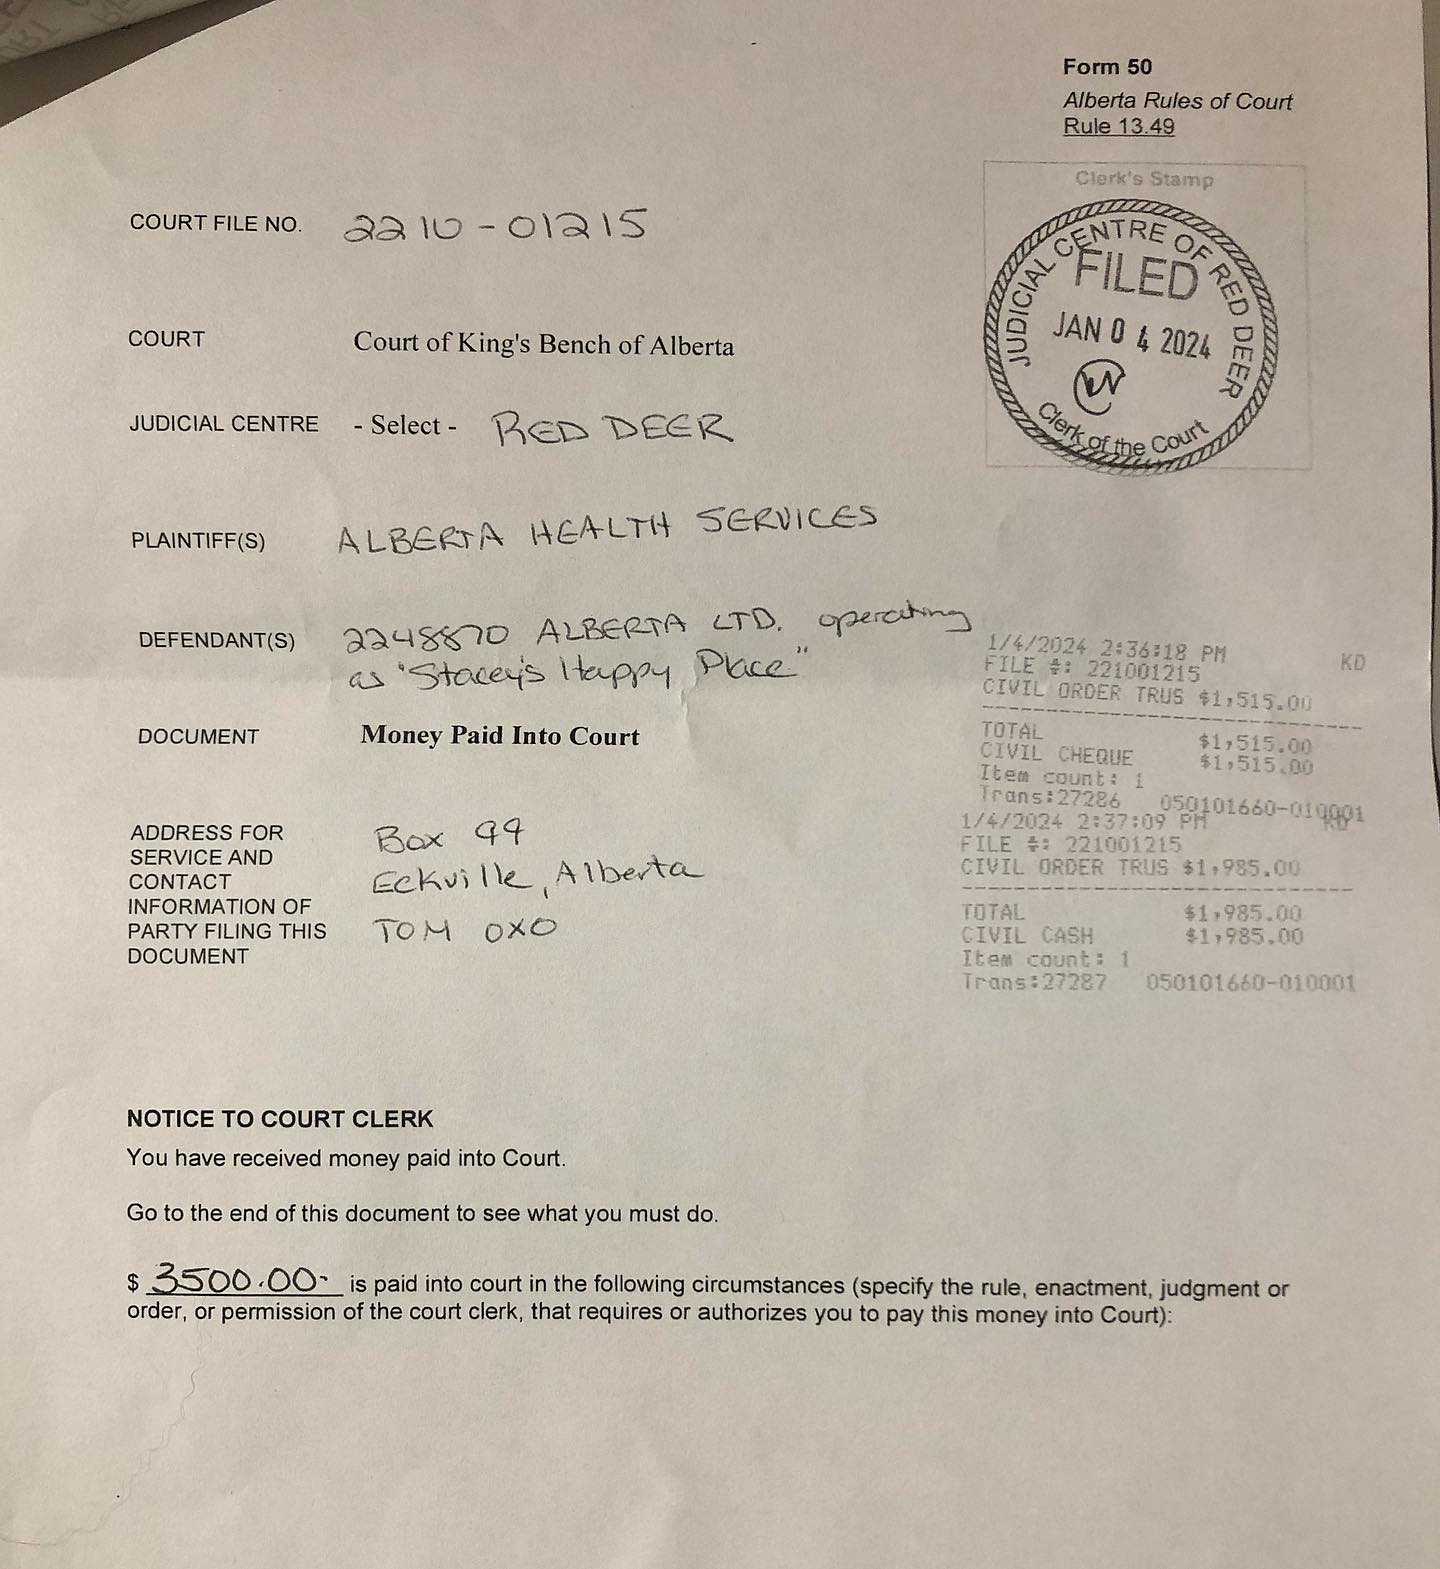 Form 50
Alberta Rules of Court
Rule 13.49
Clerk's Stamp
JUDICIAL CENTRE OF RED DEER
FILED
JAN 04 2024
Clerk of the Court
COURT FILE NO. 2210-01215
COURT Court of King's Bench of Alberta
JUDICIAL CENTRE - Select - RED DEER
PLAINTIFF(S) ALBERTA HEALTH SERVICES
DEFENDANT(S) 2248870 ALBERTA LTD. operating
as "Stacey's Happy Place"
DOCUMENT Money Paid Into Court
1/4/2024 2:36:18 PM KD
FILE #: 221001215
CIVIL ORDER TRUS $1,515.00
TOTAL $1,515.00
CIVIL CHEQUE $1,515.00
Item count: 1
Trans:27286 050101660-010001
1/4/2024 2:37:09 PM KD
FILE #: 221001215
CIVIL ORDER TRUS $1,985.00
TOTAL $1,985.00
CIVIL CASH $1,985.00
Item count: 1
Trans:27287 050101660-010001
ADDRESS FOR
SERVICE AND
CONTACT
INFORMATION OF
PARTY FILING THIS
DOCUMENT
Box 99
Eckville, Alberta
TOM 0X0
NOTICE TO COURT CLERK
You have received money paid into Court.
Go to the end of this document to see what you must do.
$ 3500.00 is paid into court in the following circumstances (specify the rule, enactment, judgment or
order, or permission of the court clerk, that requires or authorizes you to pay this money into Court):